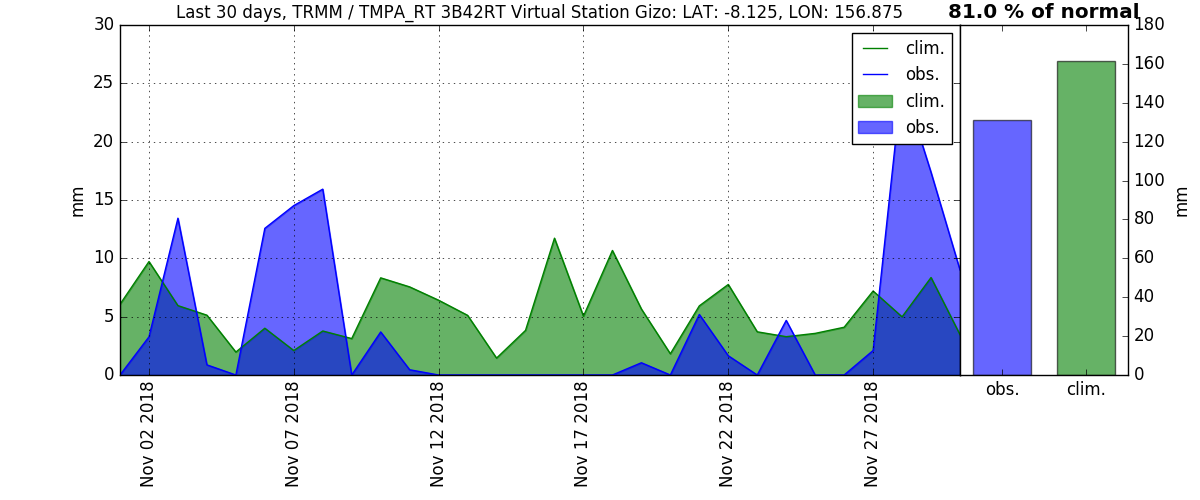 Last 30 days, TRMM / TMPA_RT 3B42RT Virtual Station Gizo: LAT: -8.125, LON: 156.875
81.0 % of normal
30
25
20
15
10
5
0
mm
clim.
obs.
clim.
obs.
180
160
140
120
100
80
60
40
20
0
mm
Nov 02 2018
Nov 07 2018
Nov 12 2018
Nov 17 2018
Nov 22 2018
Nov 27 2018
obs.
clim.